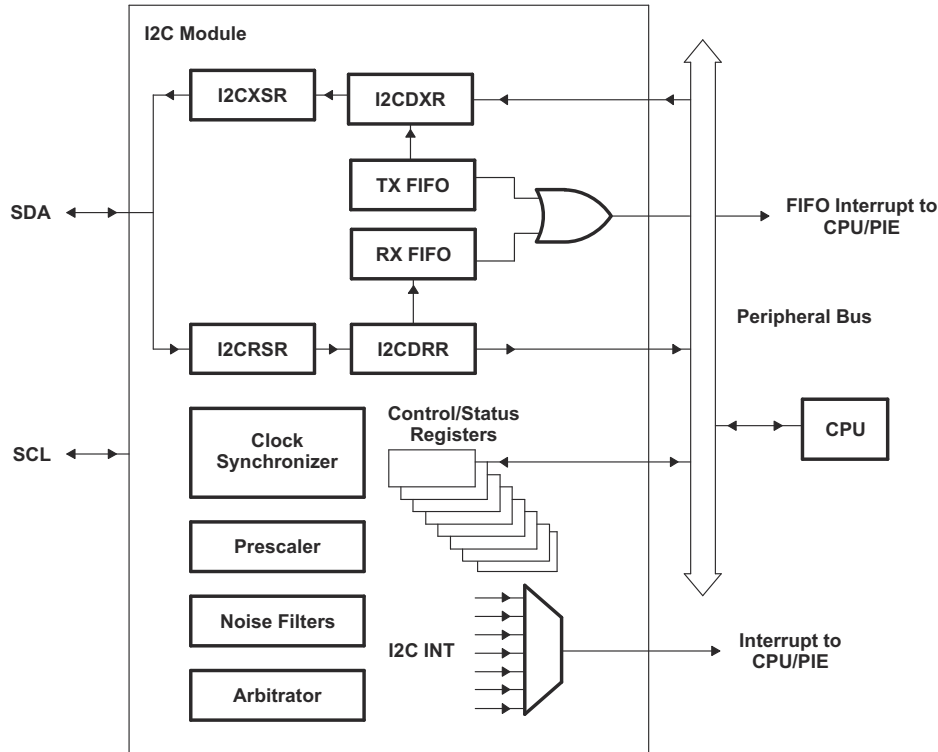 I2C Module
I2CXSR
I2CDXR
TX FIFO
RX FIFO
SDA
FIFO Interrupt to
CPU/PIE
Peripheral Bus
I2CRSR
I2CDRR
Control/Status
Registers
Clock
Synchronizer
SCL
CPU
Prescaler
Noise Filters
I2C INT
Interrupt to
CPU/PIE
Arbitrator